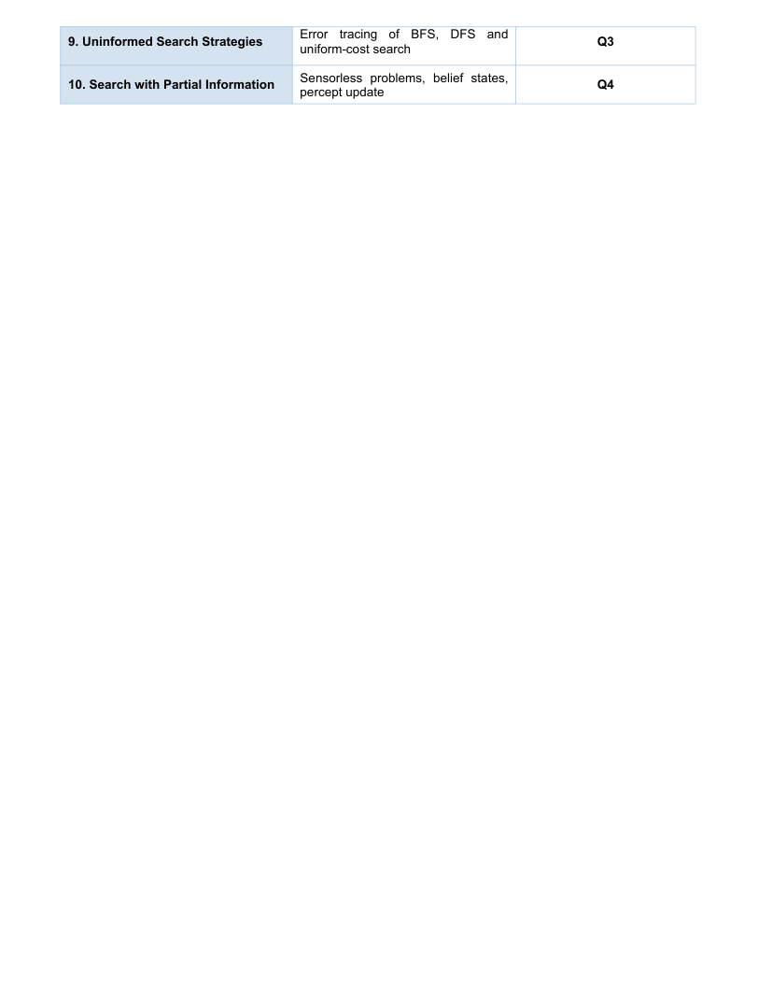 9. Uninformed Search Strategies
Error tracing of BFS, DFS and
uniform-cost search
Q3
10. Search with Partial Information
Sensorless problems, belief states,
percept update
Q4